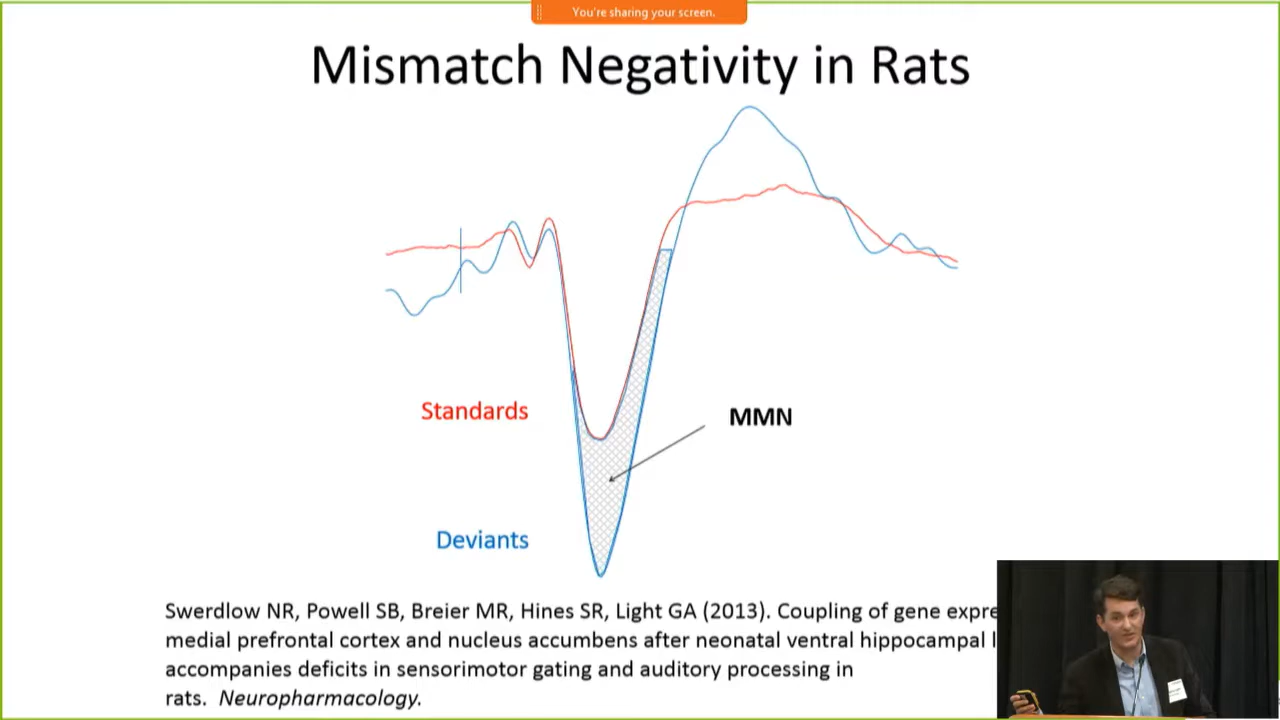 You're sharing your screen.
Mismatch Negativity in Rats
Standards
MMN
Deviants
Swerdlow NR, Powell SB, Breier MR, Hines SR, Light GA (2013). Coupling of gene
medial prefrontal cortex and nucleus accumbens after neonatal ventral hippocampal
accompanies deficits in sensorimotor gating and auditory processing in
rats. Neuropharmacology.